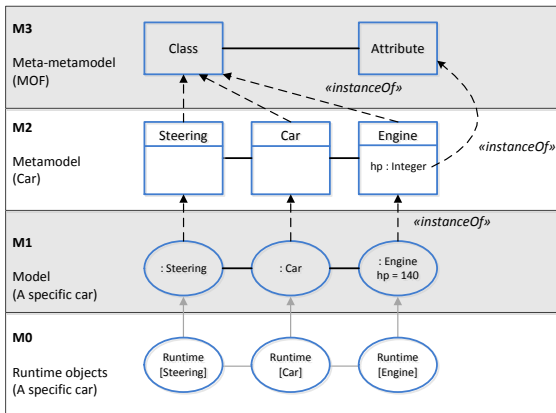 M3
Meta-metamodel
(MOF)
Class
Attribute
«instanceOf»
M2
Metamodel
(Car)
Steering
Car
Engine
hp : Integer
«instanceOf»
«instanceOf»
M1
Model
(A specific car)
: Steering
: Car
: Engine
hp = 140
M0
Runtime objects
(A specific car)
Runtime
[Steering]
Runtime
[Car]
Runtime
[Engine]